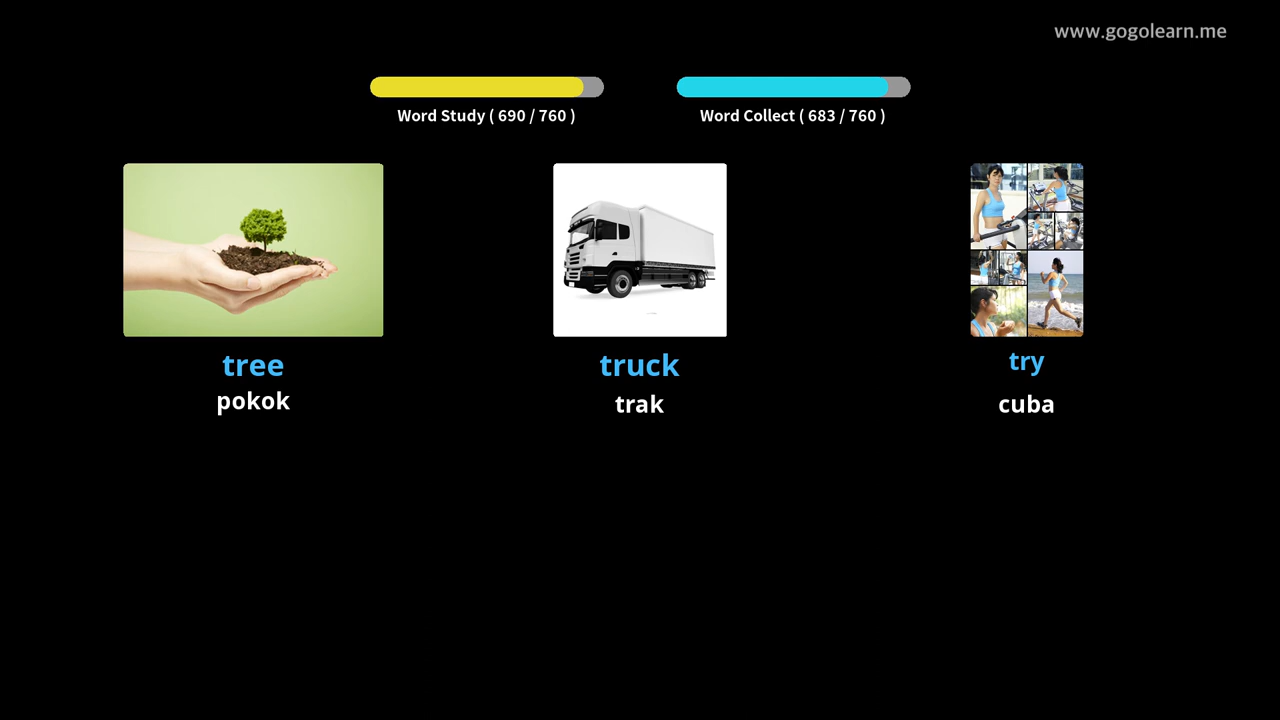 www.gogolearn.me
Word Study ( 690 / 760 )
Word Collect ( 683 / 760 )
tree
pokok
truck
trak
try
cuba